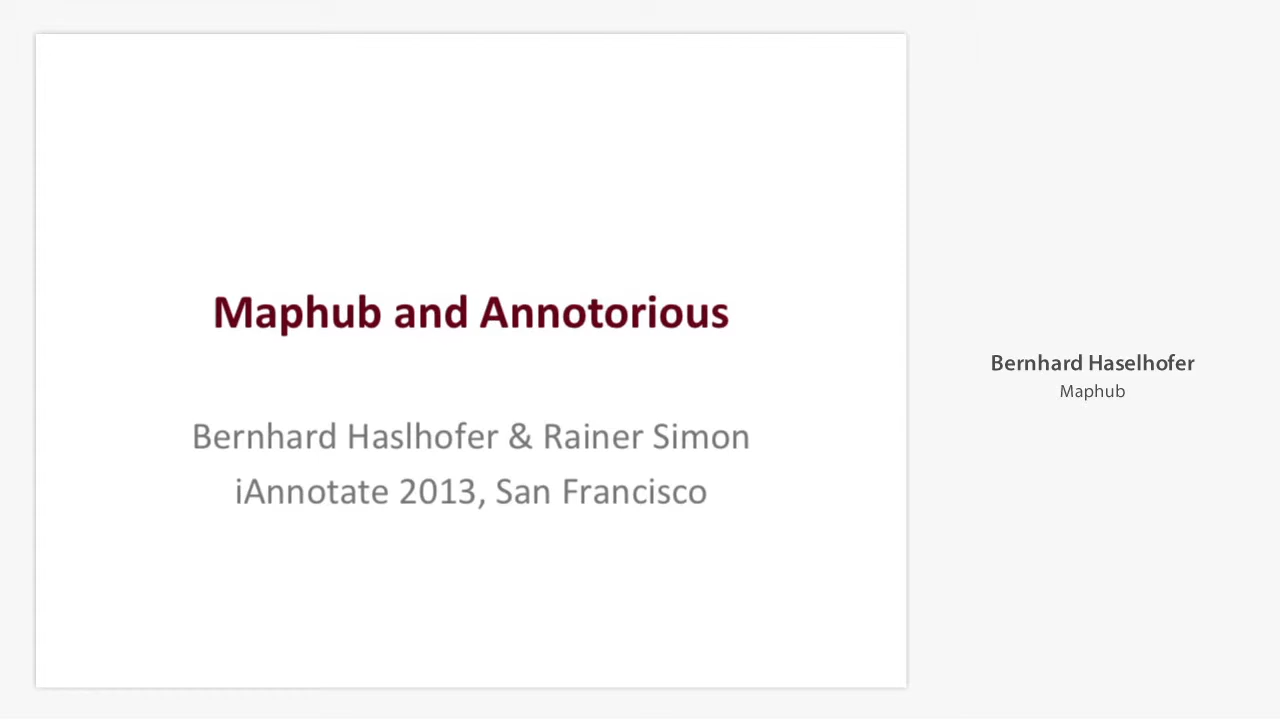 Maphub and Annotorious
Bernhard Haslhofer & Rainer Simon
iAnnotate 2013, San Francisco
Bernhard Haselhofer
Maphub